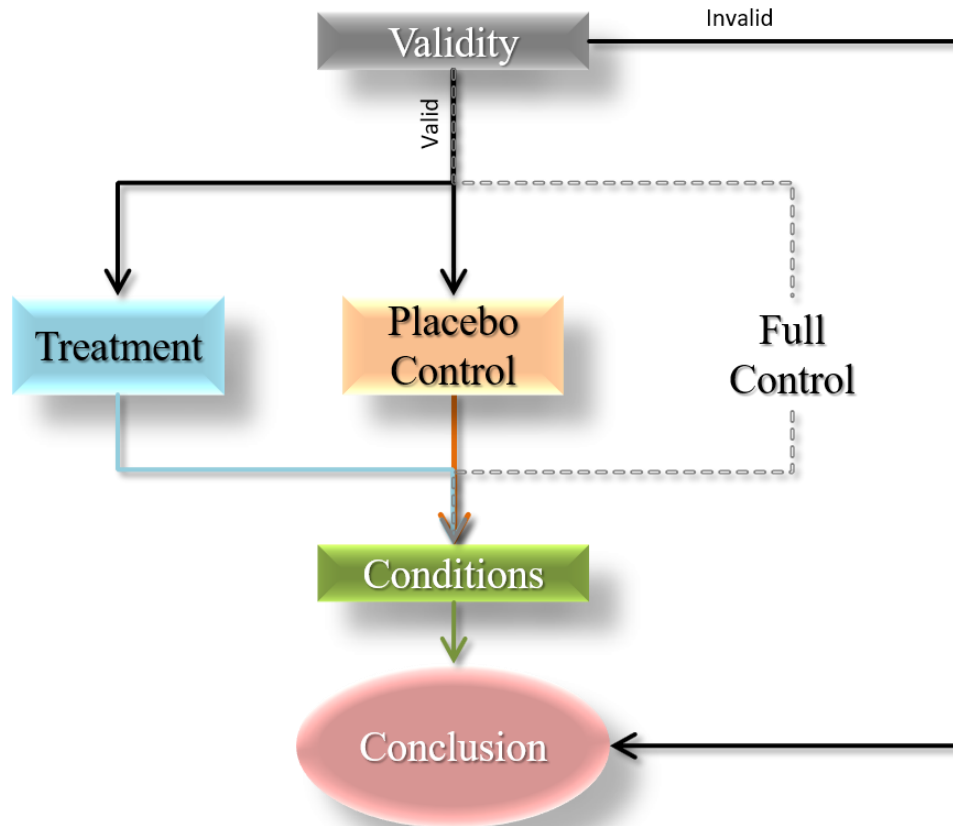 Invalid
Validity
Valid
Treatment
Placebo
Control
Full
Control
Conditions
Conclusion